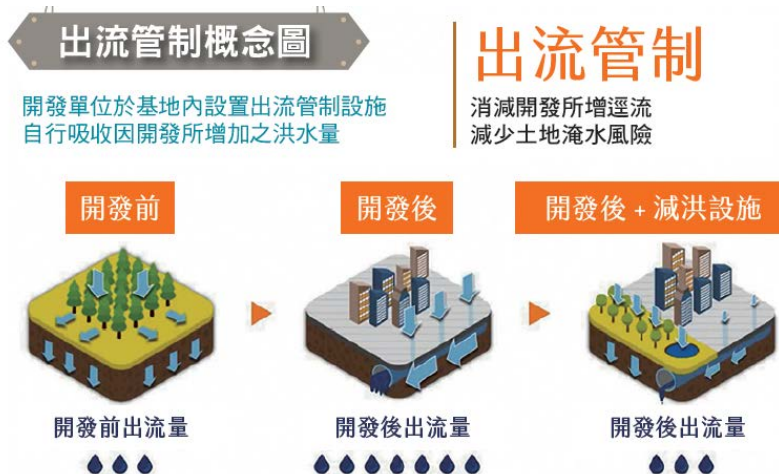 出流管制概念圖
開發單位於基地內設置出流管制設施
自行吸收因開發所增加之洪水量
出流管制
消減開發所增逕流
減少土地淹水風險
開發前
開發後
開發後 + 減洪設施
開發前出流量
開發後出流量
開發後出流量